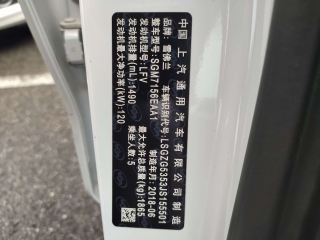 中国上汽通用汽车有限公司制造
品牌:雪佛兰 车辆识别代号:LSGZG5353JS155501
整车型号:SGM7156EAA1 制造年月:2018-06
发动机型号:LFV 最大允许总质量(kg):1865
发动机排量(mL):1490 乘坐人数:5
发动机最大净功率(kW):120